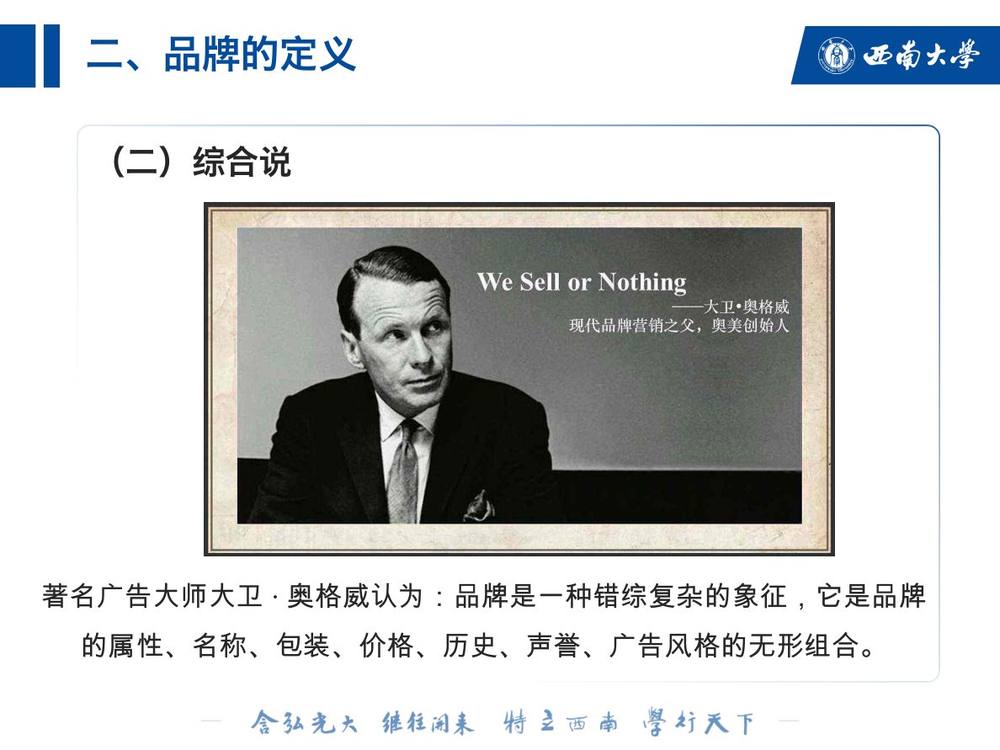 二、品牌的定义
西南大学
（二）综合说
We Sell or Nothing
——大卫•奥格威
现代品牌营销之父，奥美创始人
著名广告大师大卫 · 奥格威认为：品牌是一种错综复杂的象征，它是品牌
的属性、名称、包装、价格、历史、声誉、广告风格的无形组合。
含弘光大 继往开来 特立西南 學行天下